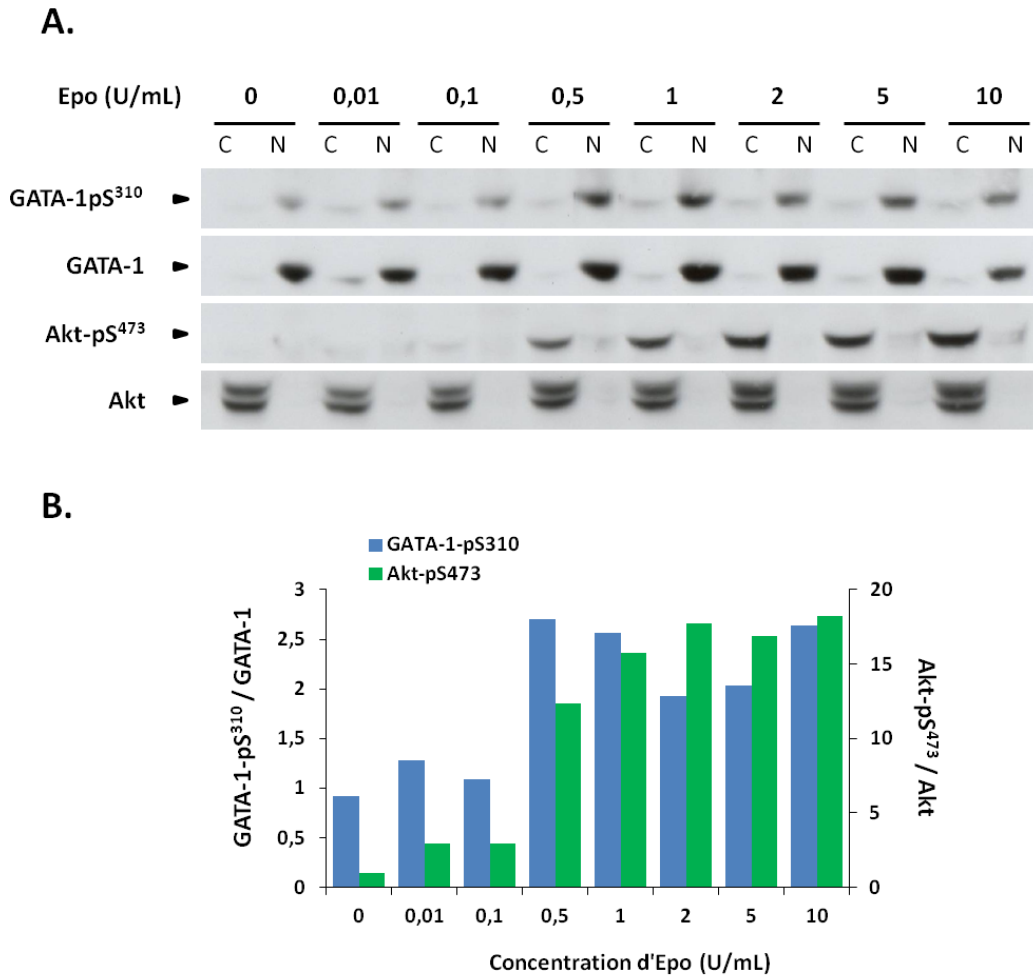 A.
Epo (U/mL) 0 0,01 0,1 0,5 1 2 5 10
C N C N C N C N C N C N C N C N
GATA-1pS310
GATA-1
Akt-pS473
Akt
B.
GATA-1-pS310
Akt-pS473
GATA-1-pS310 / GATA-1
3
2,5
2
1,5
1
0,5
0
20
15
10
5
0
Akt-pS473 / Akt
0 0,01 0,1 0,5 1 2 5 10
Concentration d'Epo (U/mL)